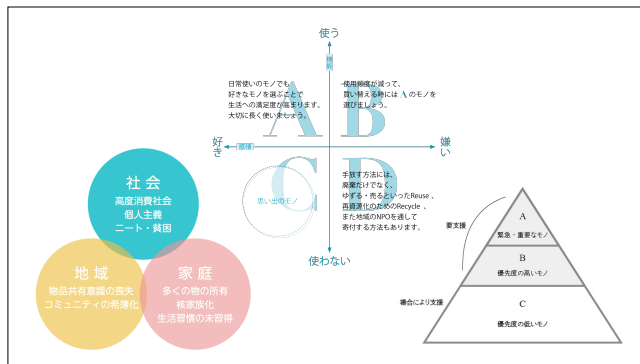 使う
機能
日常使いのモノでも、
好きなモノを選ぶことで
生活への満足度が高まります。
大切に長く使いましょう。
A
使用頻度が減って、
買い替える時には A のモノを
選びましょう。
B
好き
感情
嫌い
C
思い出のモノ
D
手放す方法には、
廃棄だけでなく、
ゆずる・売るといったReuse 、
再資源化のためのRecycle 、
また地域のNPOを通して
寄付する方法もあります。
使わない
社会
高度消費社会
個人主義
ニート・貧困
地域
物品共有意識の喪失
コミュニティの希薄化
家庭
多くの物の所有
核家族化
生活習慣の未習得
要支援
場合により支援
A
緊急・重要なモノ
B
優先度の高いモノ
C
優先度の低いモノ